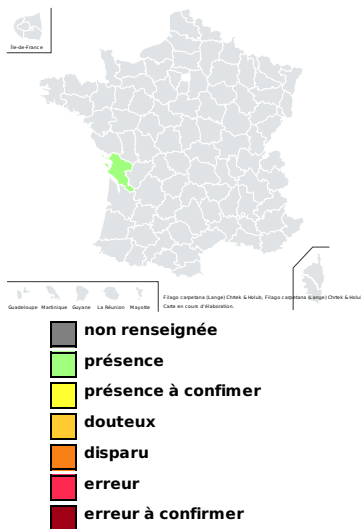 Île-de-France
Guadeloupe Martinique Guyane La Réunion Mayotte
Filago carpetana (Lange) Chrtek & Holub, Filago carpetana (Lange) Chrtek & Holub
Carte en cours d'élaboration.
non renseignée
présence
présence à confimer
douteux
disparu
erreur
erreur à confirmer